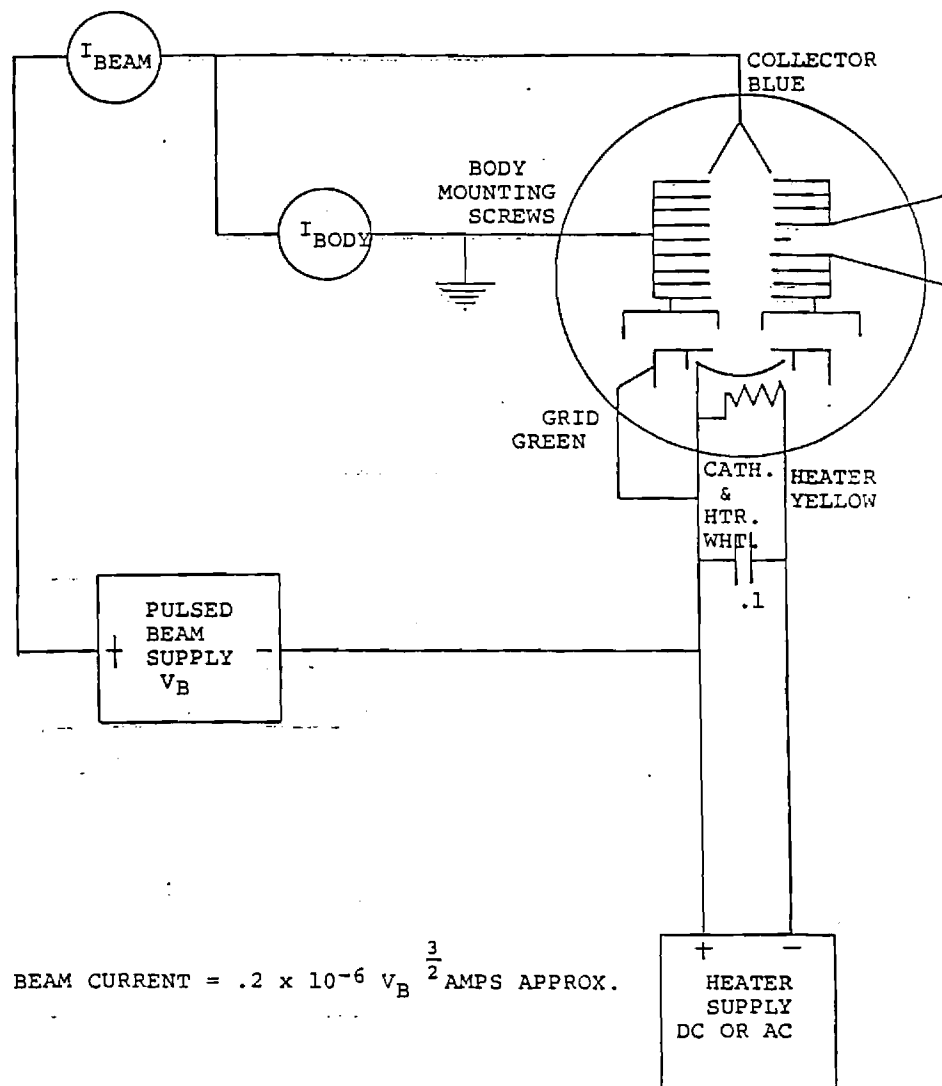 I BEAM
COLLECTOR
BLUE
BODY
MOUNTING
SCREWS
I BODY
GRID
GREEN
CATH.
&
HTR.
WHT.
HEATER
YELLOW
.1
PULSED
BEAM
SUPPLY
V B
+
−
BEAM CURRENT = .2 x 10⁻⁶ V B 3/2 AMPS APPROX.
+
−
HEATER
SUPPLY
DC OR AC